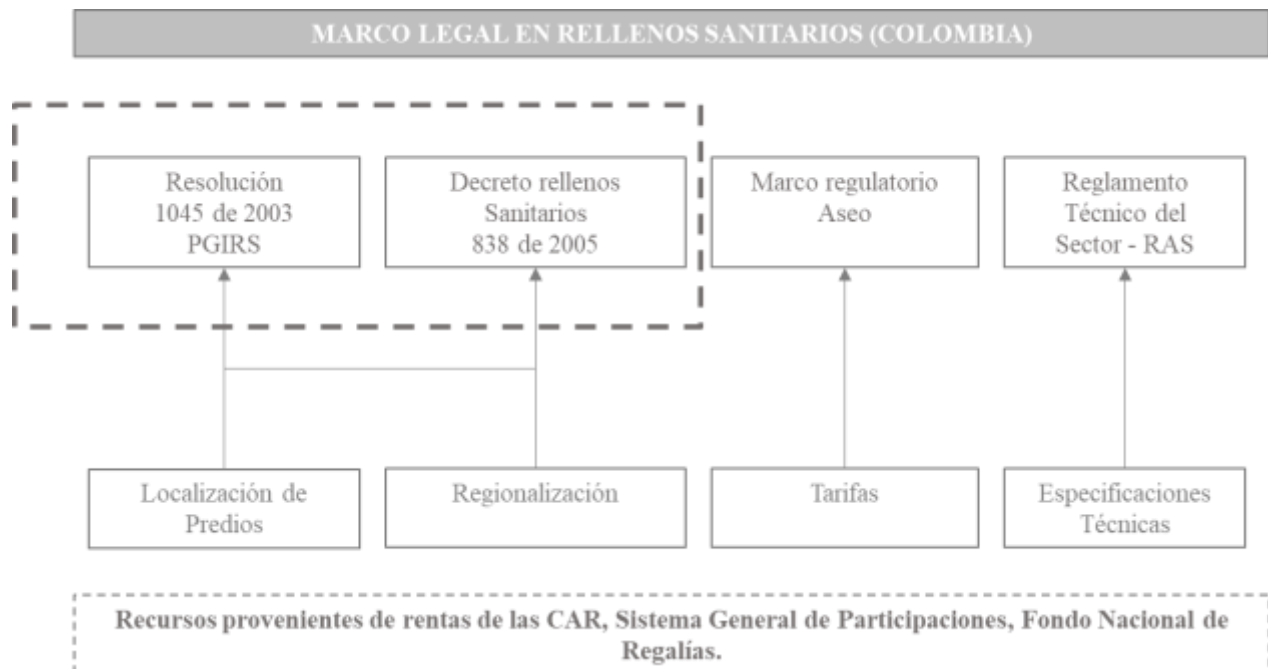 MARCO LEGAL EN RELLENOS SANITARIOS (COLOMBIA)
Resolución
1045 de 2003
PGIRS
Decreto rellenos
Sanitarios
838 de 2005
Marco regulatorio
Aseo
Reglamento
Técnico del
Sector - RAS
Localización de
Predios
Regionalización
Tarifas
Especificaciones
Técnicas
Recursos provenientes de rentas de las CAR, Sistema General de Participaciones, Fondo Nacional de
Regalías.